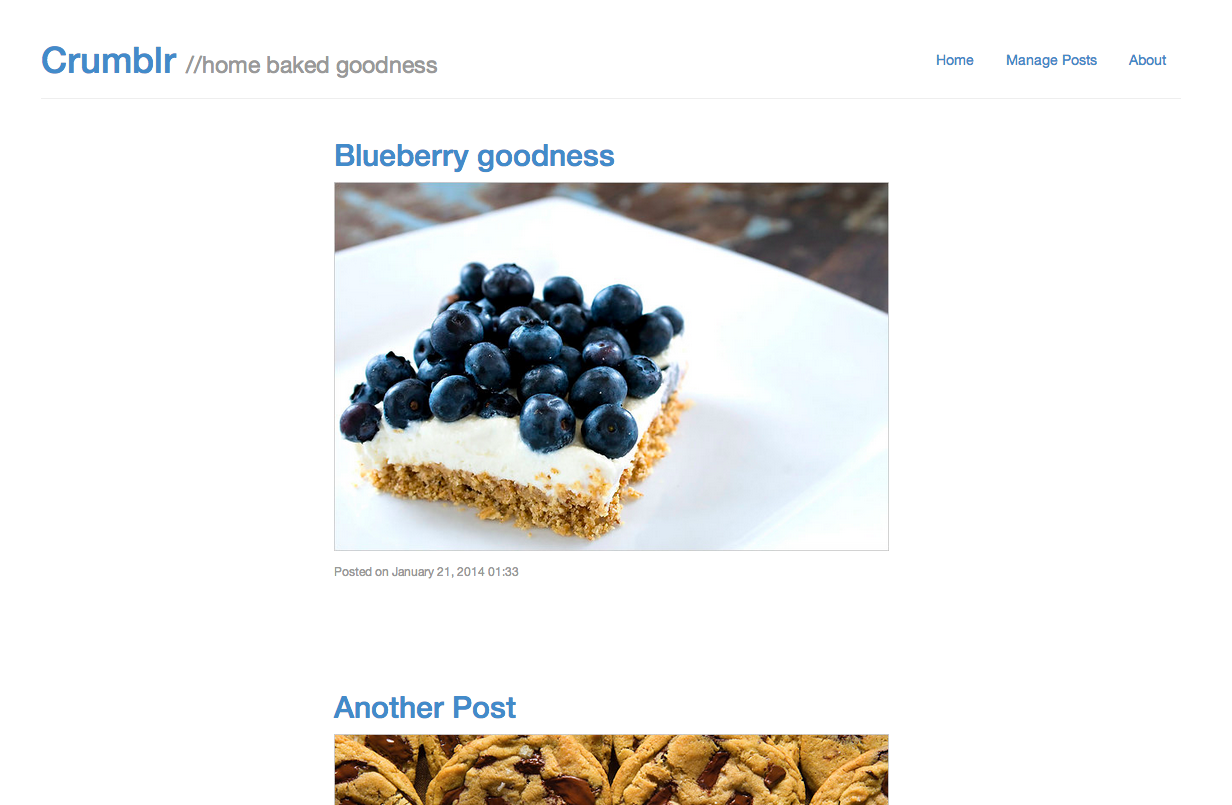 Crumblr //home baked goodness
Home Manage Posts About
Blueberry goodness
Posted on January 21, 2014 01:33
Another Post